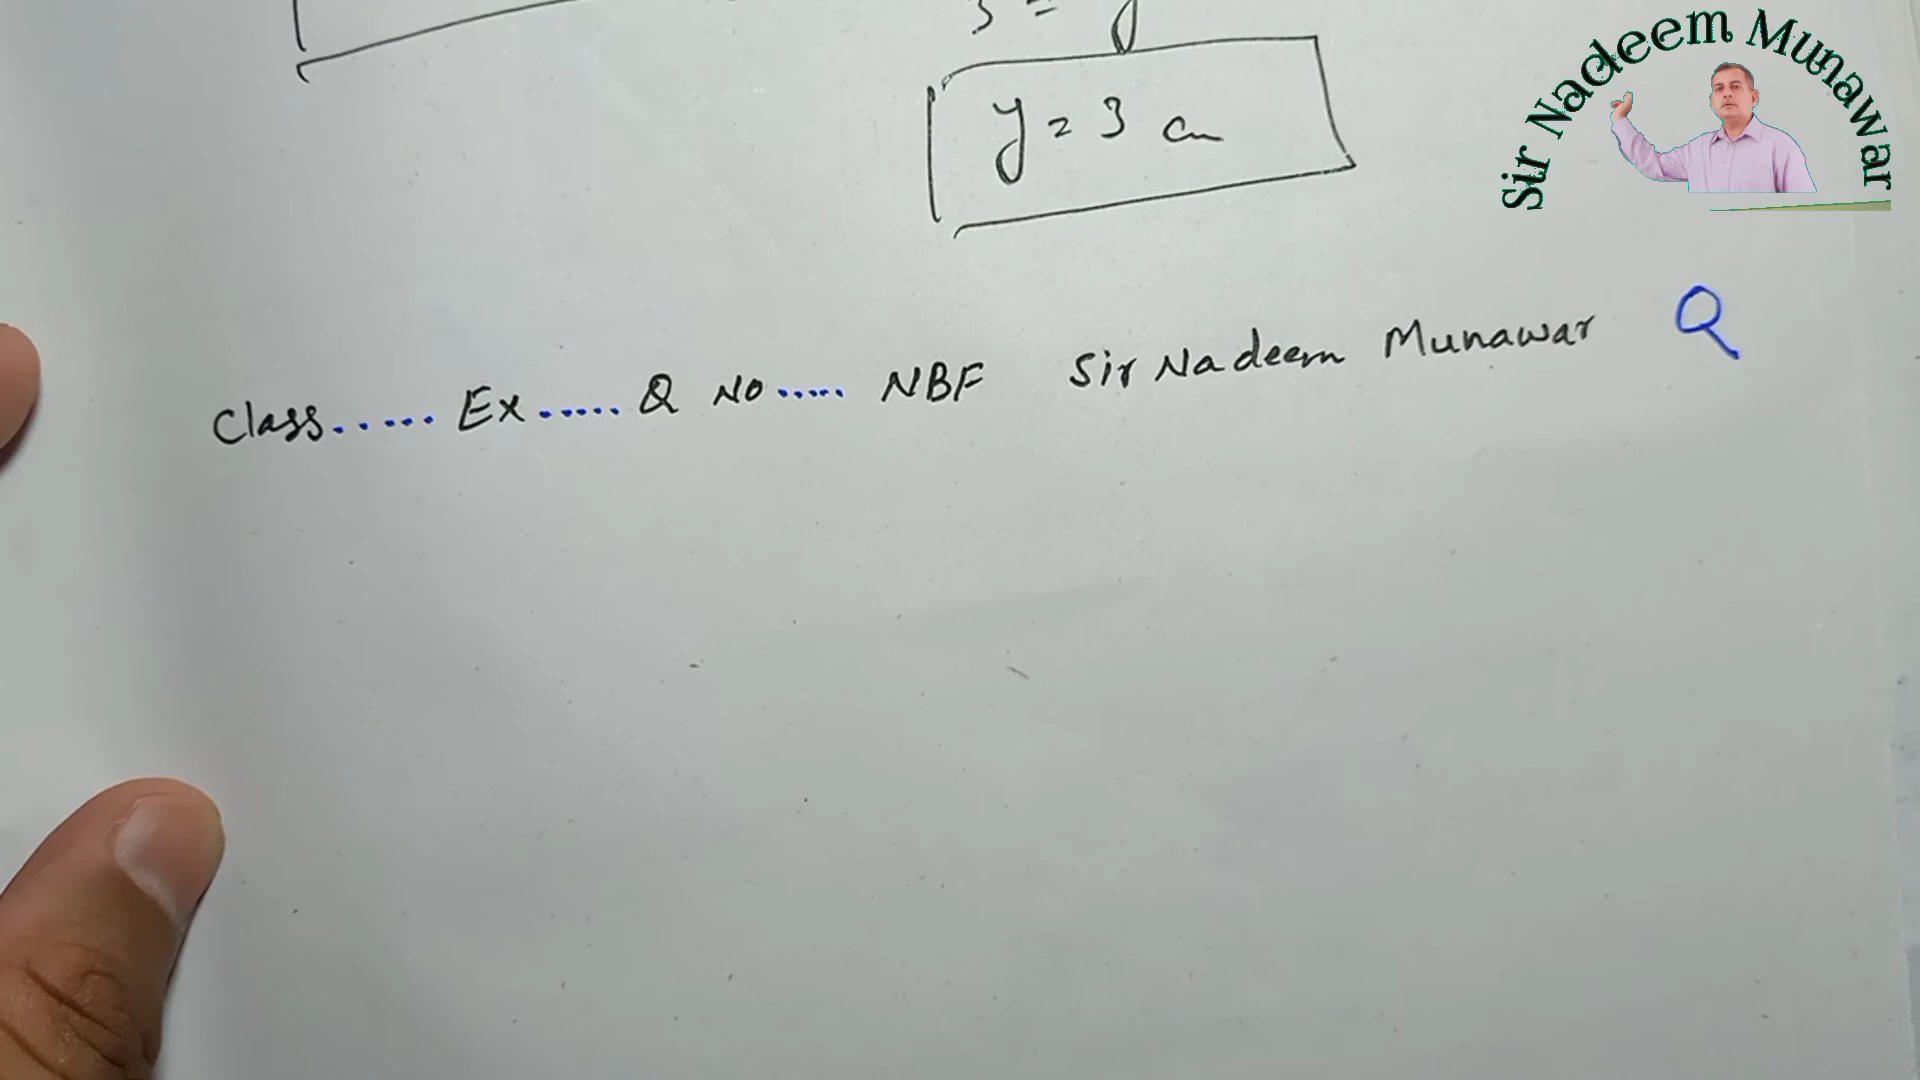 y = 3 cm
Class...... Ex..... Q No..... NBF Sir Nadeem Munawar Q
Sir Nadeem Munawar